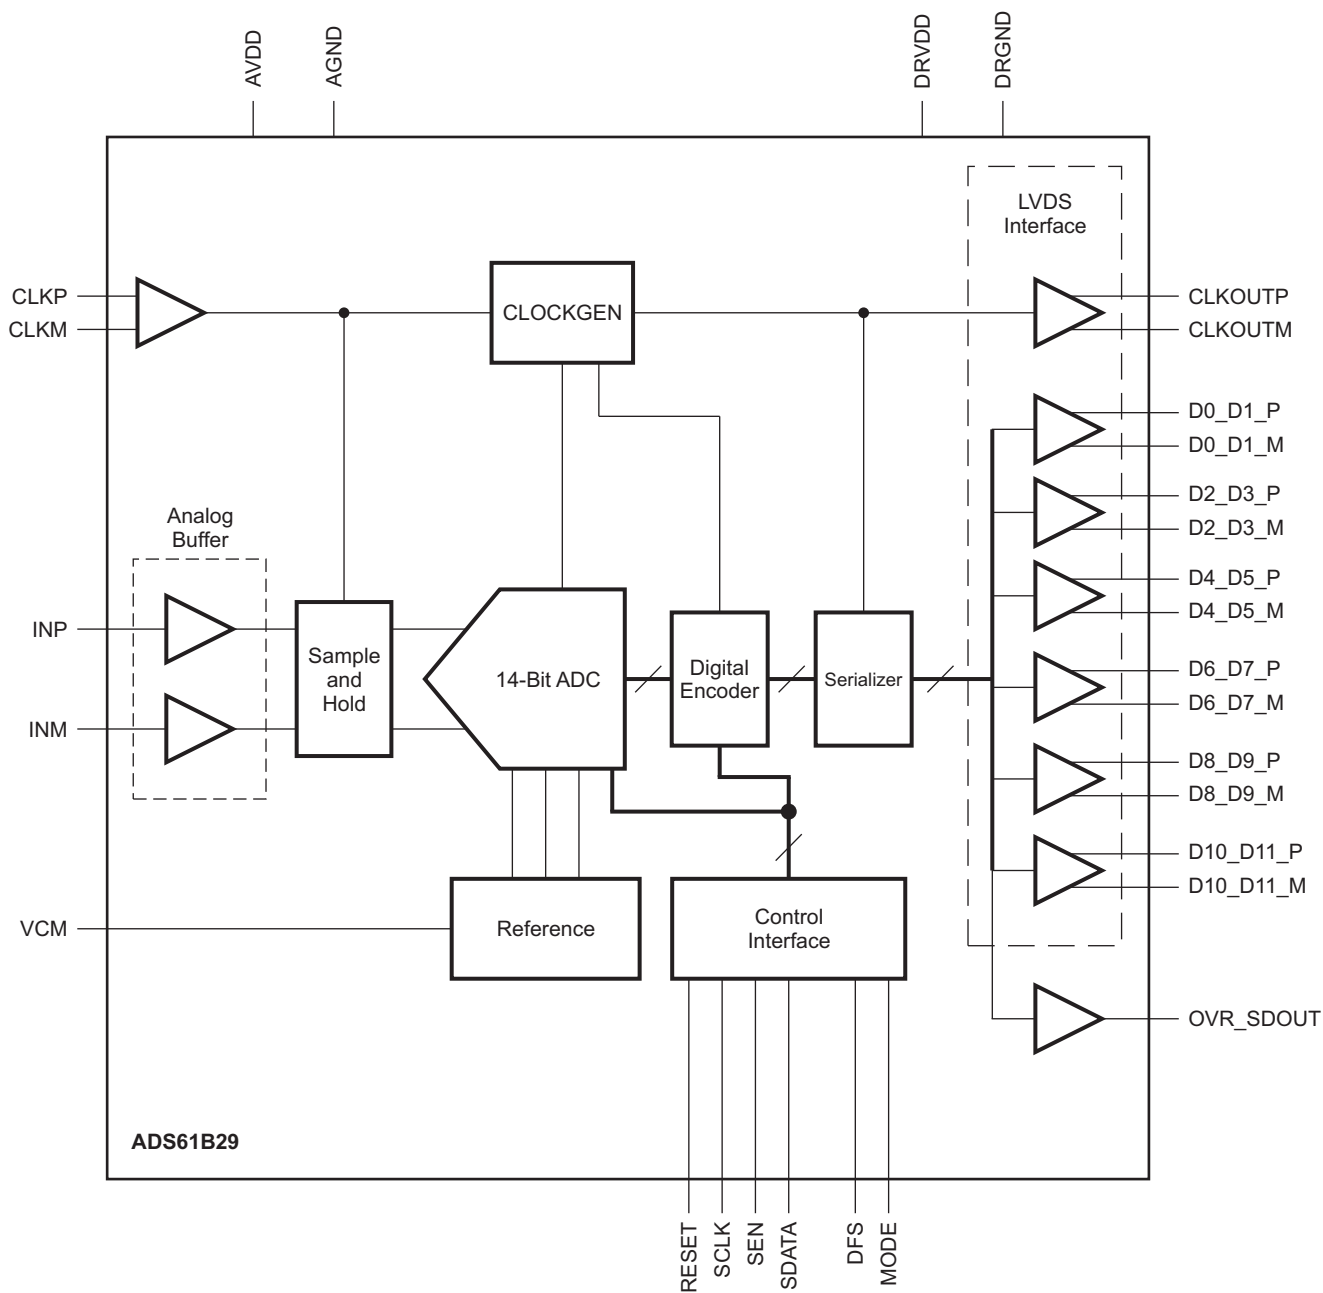 AVDD
AGND
DRVDD
DRGND
LVDS
Interface
CLKP
CLKM
CLOCKGEN
CLKOUTP
CLKOUTM
D0_D1_P
D0_D1_M
D2_D3_P
D2_D3_M
Analog
Buffer
D4_D5_P
D4_D5_M
INP
INM
Sample
and
Hold
14-Bit ADC
Digital
Encoder
Serializer
D6_D7_P
D6_D7_M
D8_D9_P
D8_D9_M
D10_D11_P
D10_D11_M
VCM
Reference
Control
Interface
OVR_SDOUT
ADS61B29
RESET
SCLK
SEN
SDATA
DFS
MODE